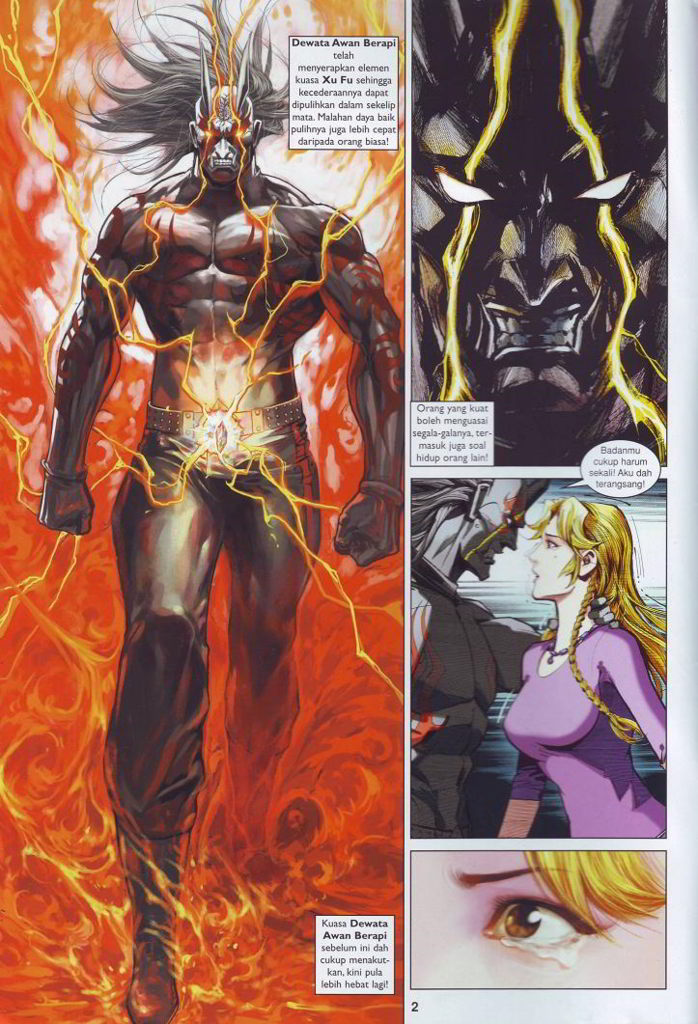 Dewata Awan Berapi
telah
menyerapkan elemen
kuasa Xu Fu sehingga
kecederaannya dapat
dipulihkan dalam sekelip
mata. Malahan daya baik
pulihnya juga lebih cepat
daripada orang biasa!
Kuasa Dewata
Awan Berapi
sebelum ini dah
cukup menakut-
kan, kini pula
lebih hebat lagi!
Orang yang kuat
boleh menguasai
segala-galanya, ter-
masuk juga soal
hidup orang lain!
Badanmu
cukup harum
sekali! Aku dah
terangsang!
2